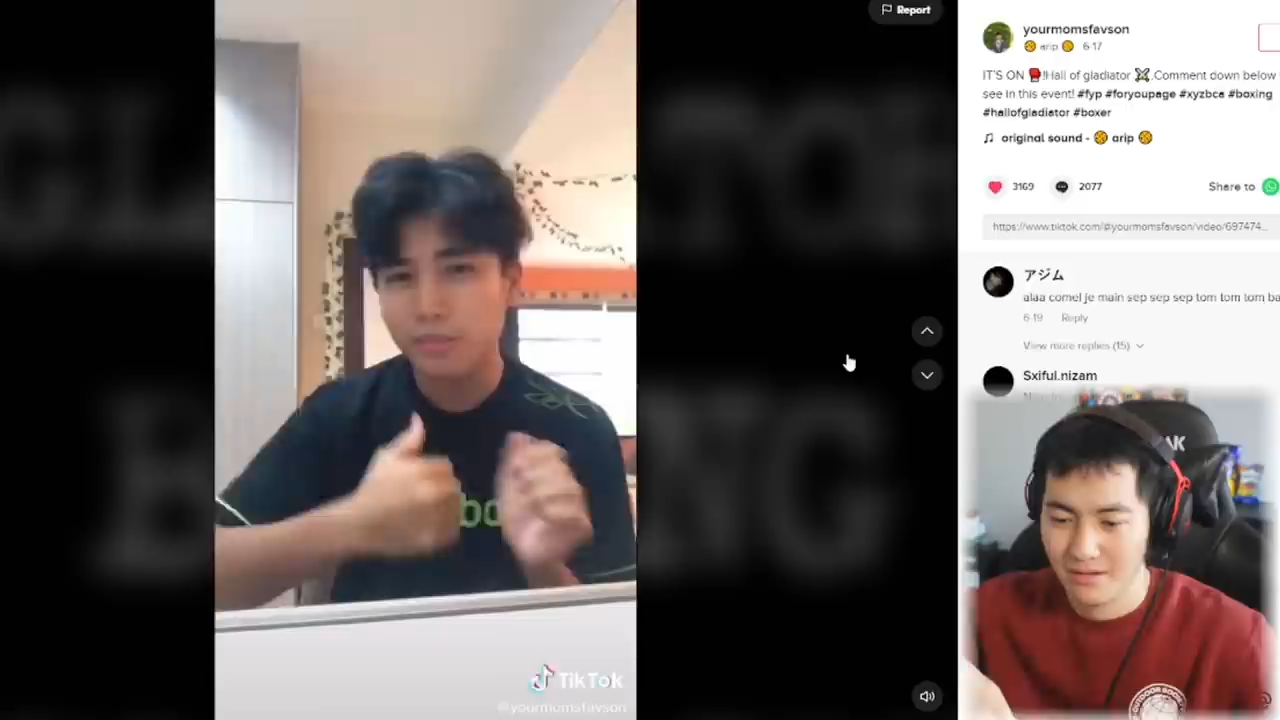 Report
yourmomsfavson
arip 6-17
IT'S ON !Hall of gladiator .Comment down below
see in this event! #fyp #foryoupage #xyzbca #boxing
#hallofgladiator #boxer
original sound - arip
3169 2077 Share to
https://www.tiktok.com/@yourmomsfavson/video/697474...
アジム
alaa comel je main sep sep sep tom tom tom ba
6-19 Reply
View more replies (15)
Sxiful.nizam
TikTok
@yourmomsfavson